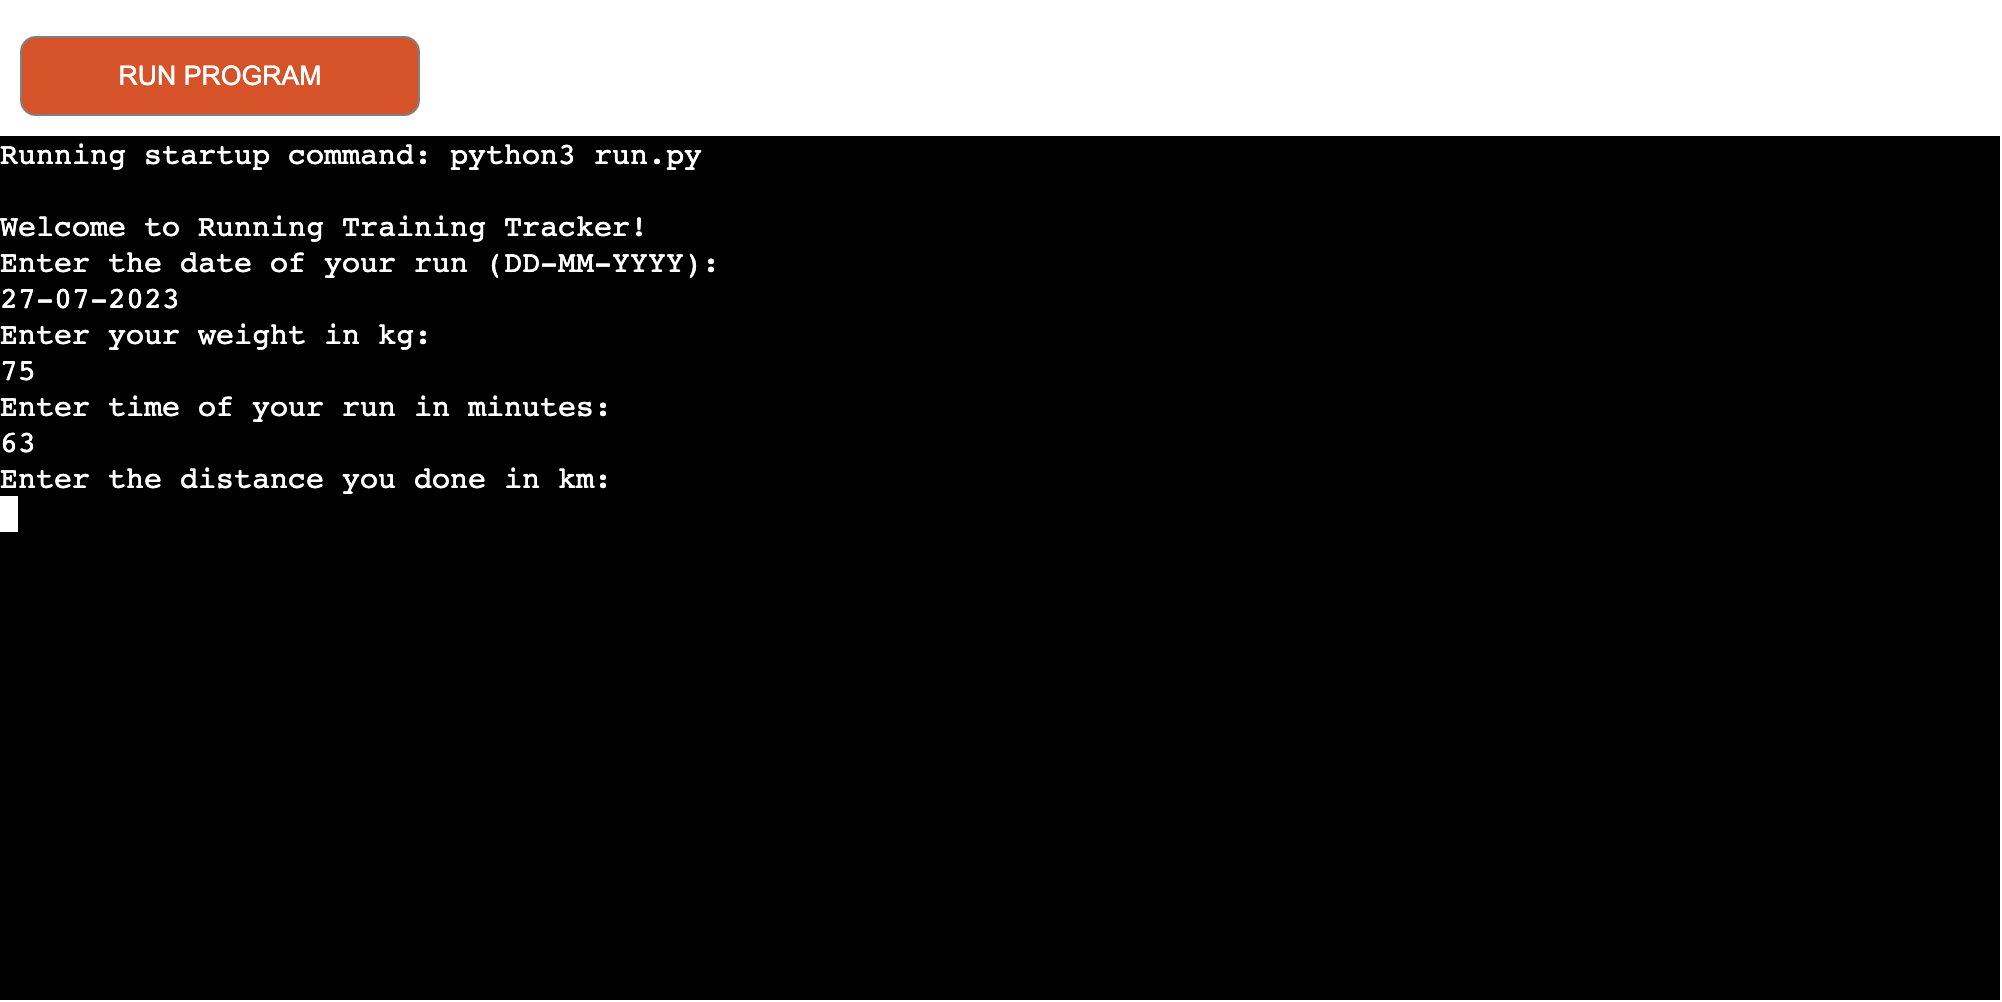 RUN PROGRAM
Running startup command: python3 run.py
Welcome to Running Training Tracker!
Enter the date of your run (DD-MM-YYYY):
27-07-2023
Enter your weight in kg:
75
Enter time of your run in minutes:
63
Enter the distance you done in km: